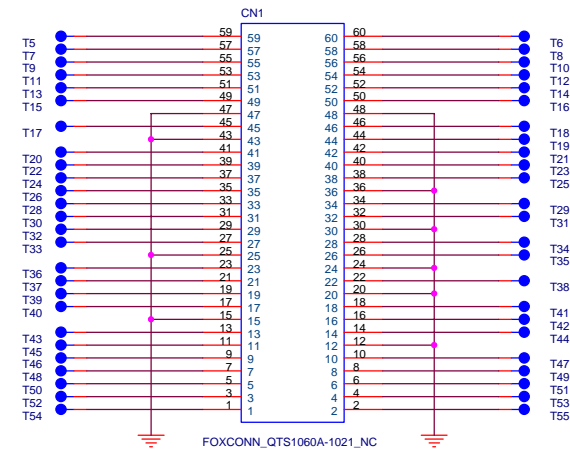 CN1
T5 59 59 60 60 T6
T7 57 57 58 58 T8
T9 55 55 56 56 T10
T11 53 53 54 54 T12
T13 51 51 52 52 T14
T15 49 49 50 50 T16
47 47 48 48
T17 45 45 46 46 T18
43 43 44 44 T19
T20 41 41 42 42 T21
T22 39 39 40 40 T23
T24 37 37 38 38 T25
T26 35 35 36 36
T28 33 33 34 34 T29
T30 31 31 32 32 T31
T32 29 29 30 30
T33 27 27 28 28 T34
25 25 26 26 T35
T36 23 23 24 24
T37 21 21 22 22 T38
T39 19 19 20 20
T40 17 17 18 18 T41
15 15 16 16 T42
T43 13 13 14 14 T44
T45 11 11 12 12
T46 9 9 10 10 T47
T48 7 7 8 8 T49
T50 5 5 6 6 T51
T52 3 3 4 4 T53
T54 1 1 2 2 T55
FOXCONN_QTS1060A-1021_NC